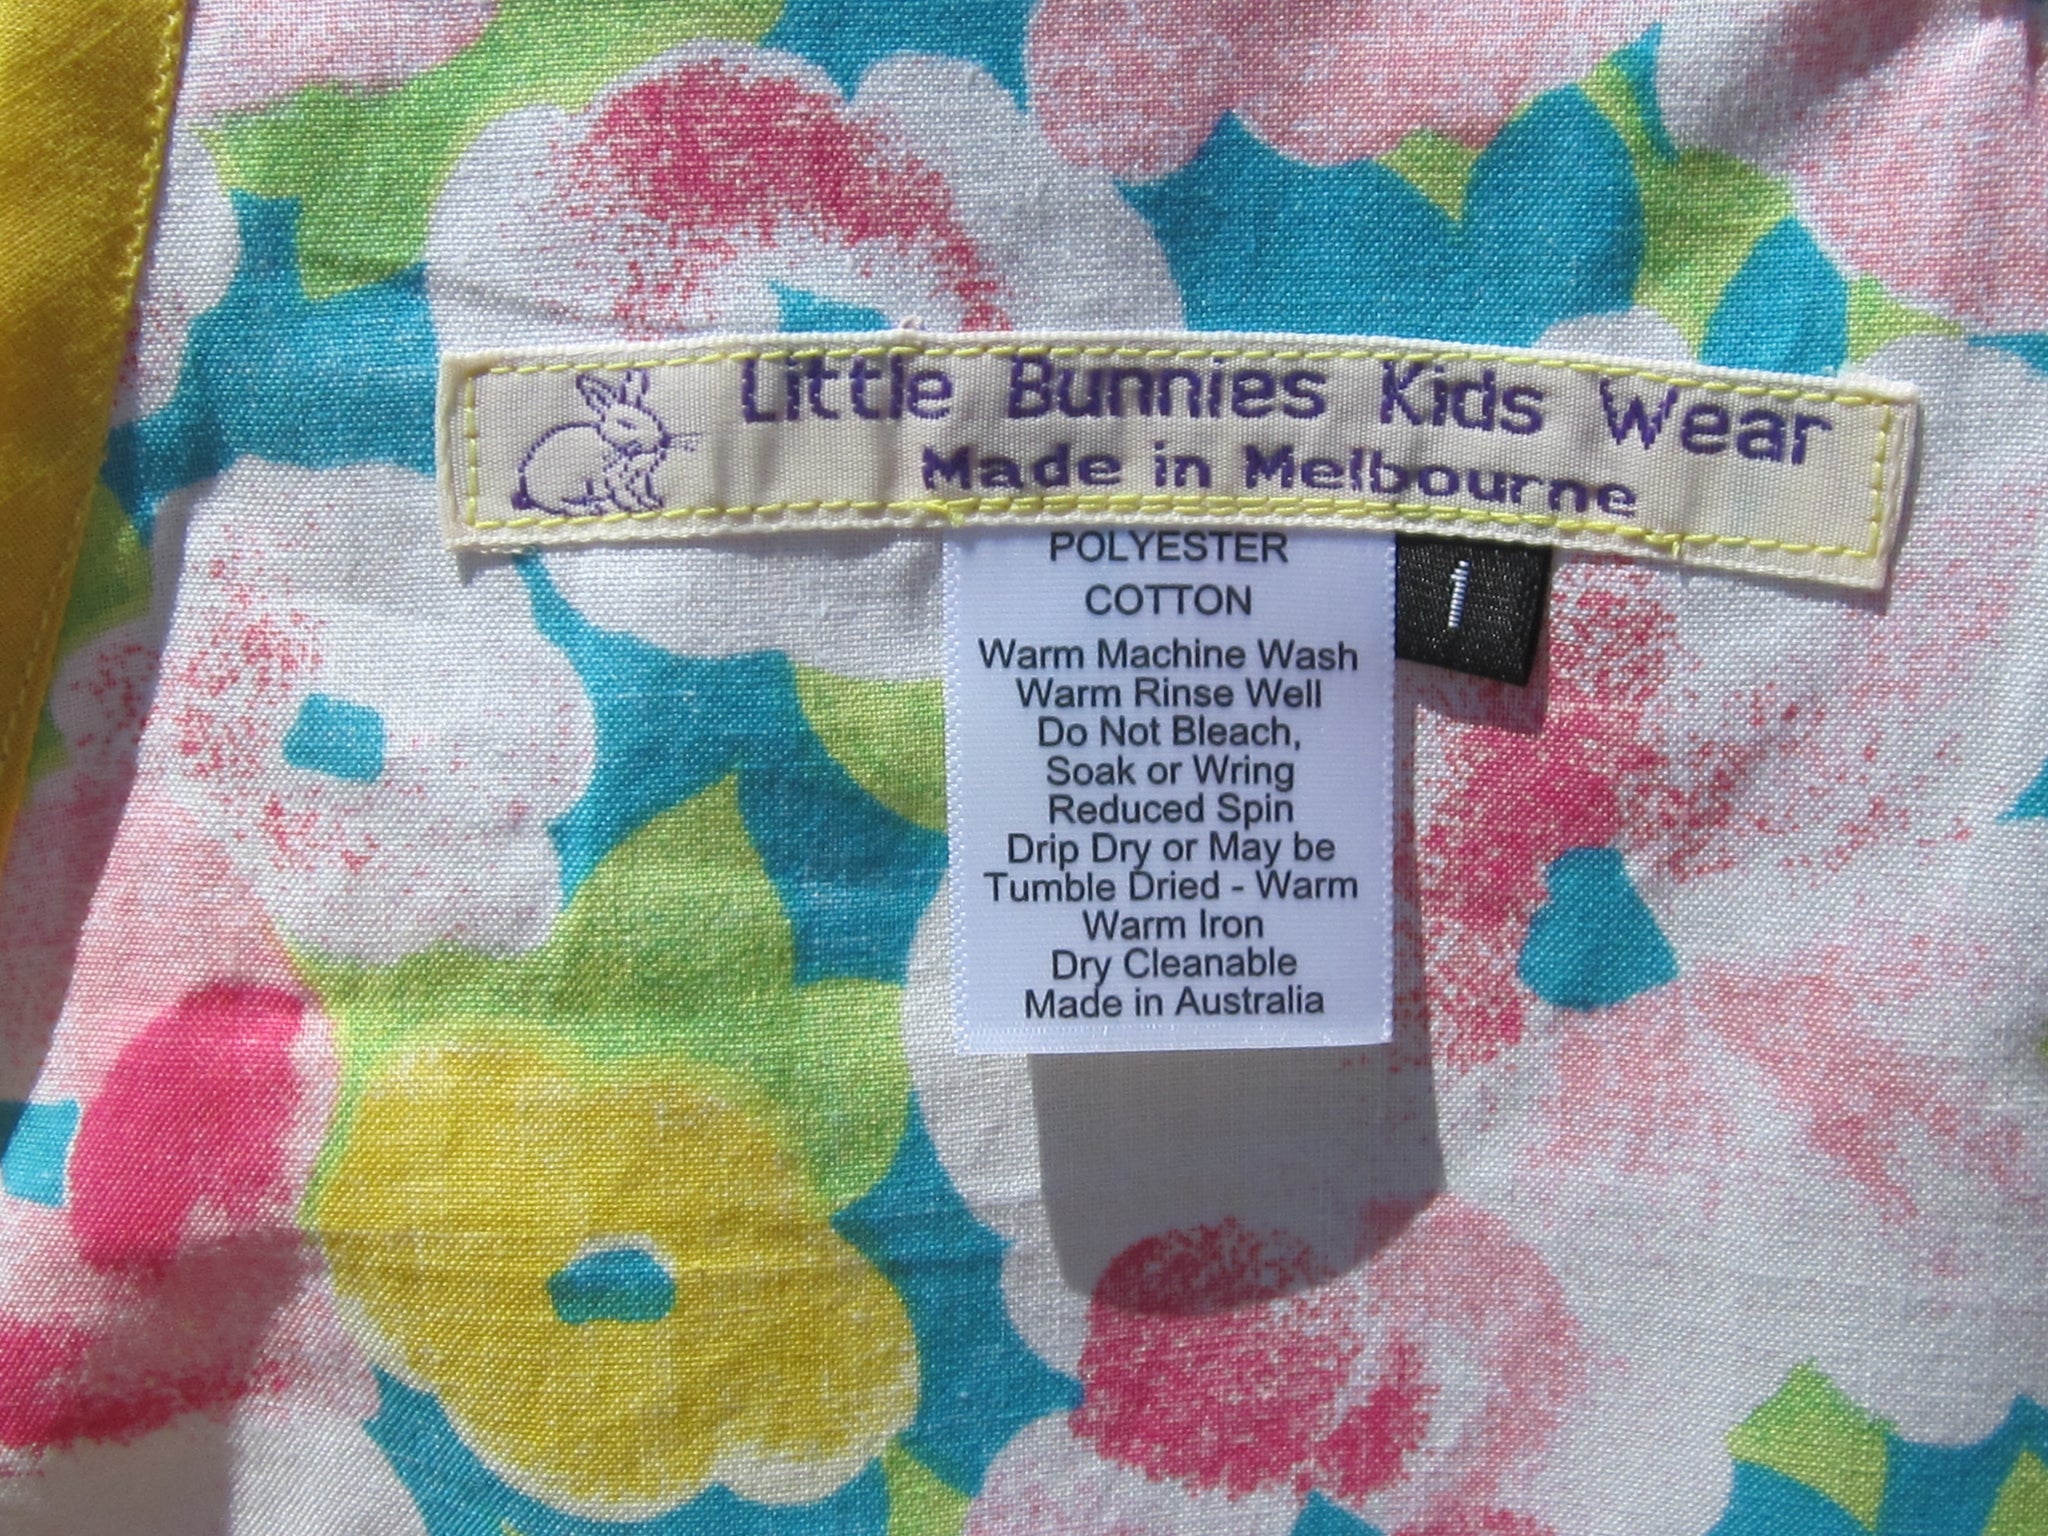 Little Bunnies Kids Wear
Made in Melbourne
POLYESTER
COTTON
Warm Machine Wash
Warm Rinse Well
Do Not Bleach,
Soak or Wring
Reduced Spin
Drip Dry or May be
Tumble Dried - Warm
Warm Iron
Dry Cleanable
Made in Australia
1